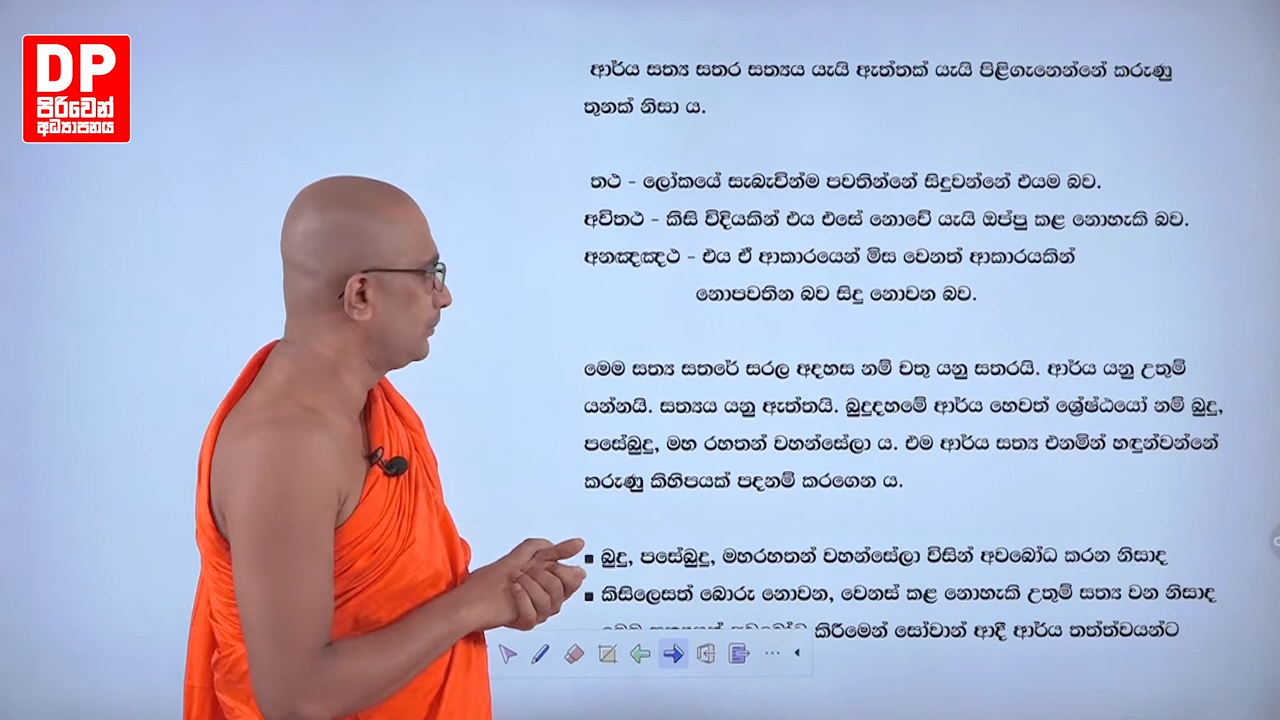 DP
පිරිවෙන්
අධ්‍යාපනය
ආර්ය සත්‍ය සතර සත්‍යය යැයි ඇත්තක් යැයි පිළිගැනෙන්නේ කරුණු
තුනක් නිසා ය.
තථ - ලෝකයේ සැබැවින්ම පවතින්නේ සිදුවන්නේ එයම බව.
අවිතථ - කිසි විදියකින් එය එසේ නොවේ යැයි ඔප්පු කළ නොහැකි බව.
අනඤ්ඤථ - එය ඒ ආකාරයෙන් මිස වෙනත් ආකාරයකින්
නොපවතින බව සිදු නොවන බව.
මෙම සත්‍ය සතරේ සරල අදහස නම් චතු යනු සතරයි. ආර්ය යනු උතුම්
යන්නයි. සත්‍යය යනු ඇත්තයි. බුදුදහමේ ආර්ය හෙවත් ශ්‍රේෂ්ඨයෝ නම් බුදු,
පසේබුදු, මහ රහතන් වහන්සේලා ය. එම ආර්ය සත්‍ය එනමින් හඳුන්වන්නේ
කරුණු කිහිපයක් පදනම් කරගෙන ය.
■ බුදු, පසේබුදු, මහරහතන් වහන්සේලා විසින් අවබෝධ කරන නිසාද
■ කිසිලෙසත් බොරු නොවන, වෙනස් කළ නොහැකි උතුම් සත්‍ය වන නිසාද
කිරීමෙන් සෝවාන් ආදී ආර්ය තත්ත්වයන්ට